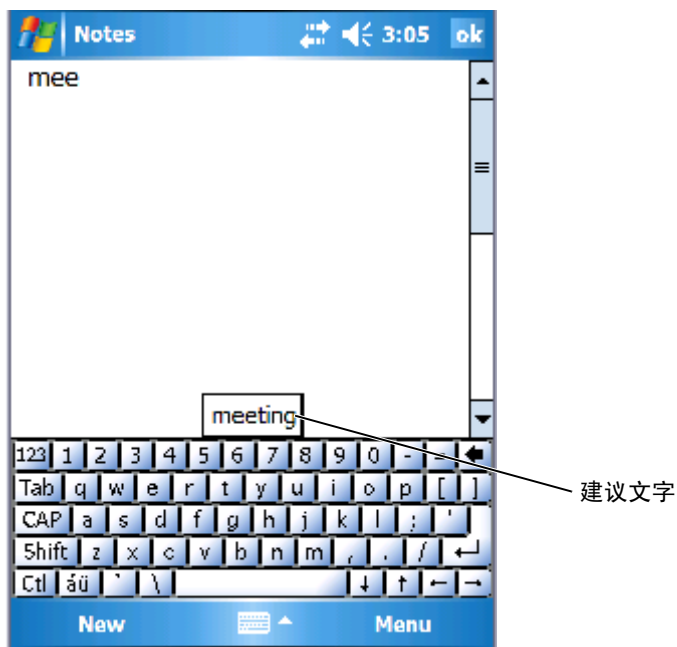 Notes 3:05 ok
mee
meeting
123 1 2 3 4 5 6 7 8 9 0 - =
Tab q w e r t y u i o p [ ]
建议文字
CAP a s d f g h j k l ; '
Shift z x c v b n m , . /
Ctl áü ` \
New Menu